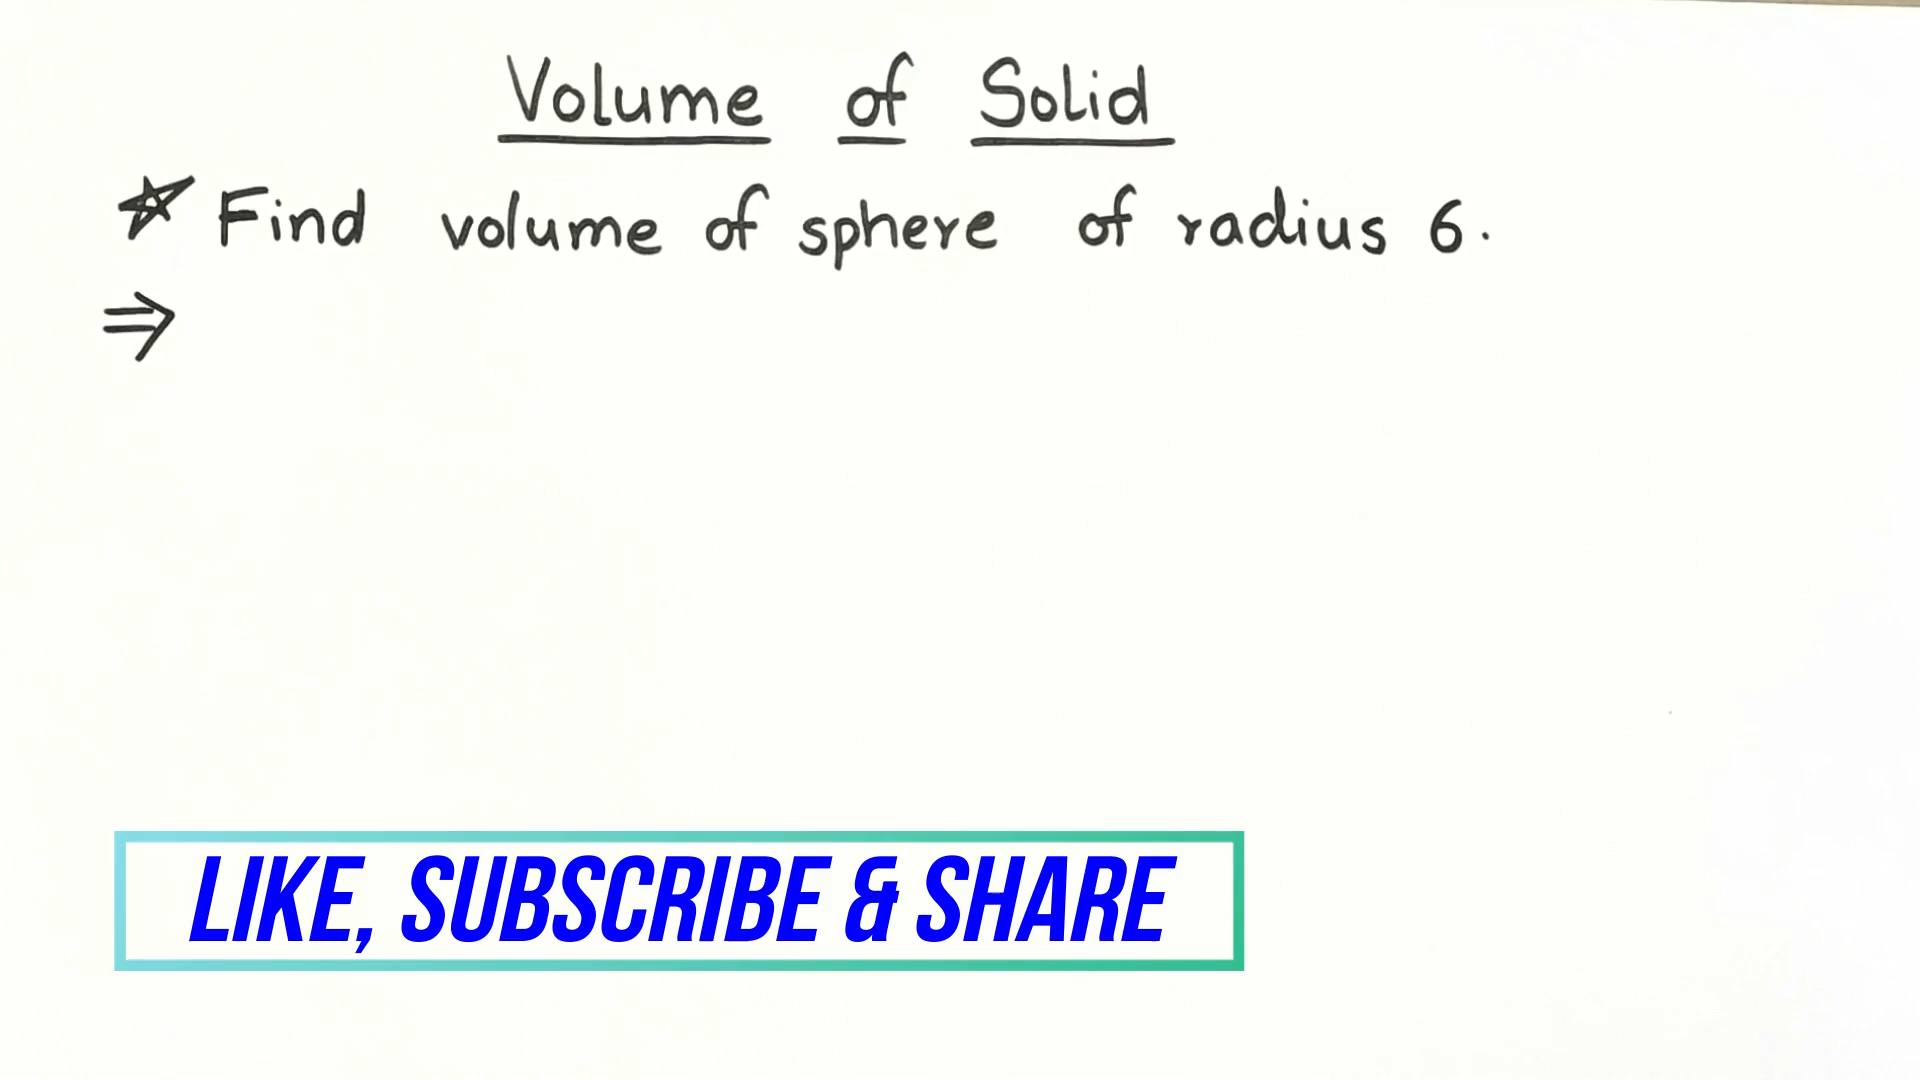 Volume of Solid
☆ Find volume of sphere of radius 6.
⇒
LIKE, SUBSCRIBE & SHARE